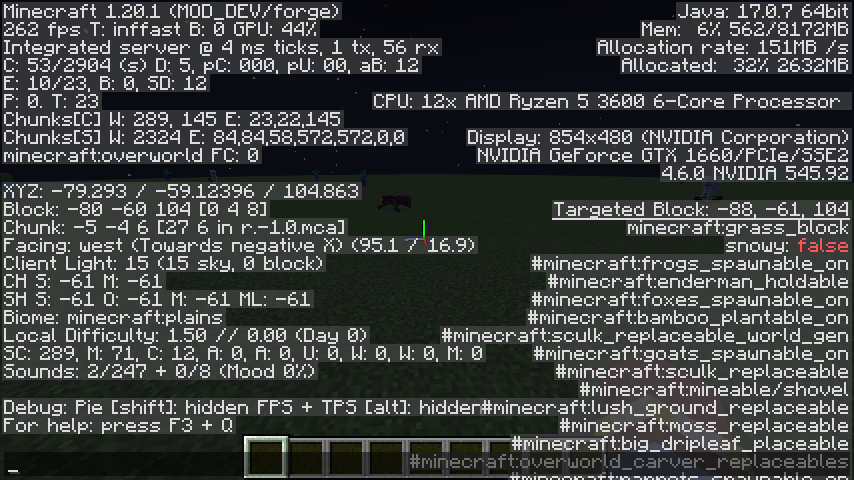 Minecraft 1.20.1 (MOD_DEV/forge)
262 fps T: inffast B: 0 GPU: 44%
Integrated server @ 4 ms ticks, 1 tx, 56 rx
C: 53/2904 (s) D: 5, pC: 000, pU: 00, aB: 12
E: 10/23, B: 0, SD: 12
P: 0. T: 23
Chunks[C] W: 289, 145 E: 23,22,145
Chunks[S] W: 2324 E: 84,84,58,572,572,0,0
minecraft:overworld FC: 0
XYZ: -79.293 / -59.12396 / 104.863
Block: -80 -60 104 [0 4 8]
Chunk: -5 -4 6 [27 6 in r.-1.0.mca]
Facing: west (Towards negative X) (95.1 / 16.9)
Client Light: 15 (15 sky, 0 block)
CH S: -61 M: -61
SH S: -61 O: -61 M: -61 ML: -61
Biome: minecraft:plains
Local Difficulty: 1.50 // 0.00 (Day 0)
SC: 289, M: 71, C: 12, A: 0, A: 0, U: 0, W: 0, W: 0, M: 0
Sounds: 2/247 + 0/8 (Mood 0%)
Debug: Pie [shift]: hidden FPS + TPS [alt]: hidden
For help: press F3 + Q
_
Java: 17.0.7 64bit
Mem: 6% 562/8172MB
Allocation rate: 151MB /s
Allocated: 32% 2632MB
CPU: 12x AMD Ryzen 5 3600 6-Core Processor
Display: 854x480 (NVIDIA Corporation)
NVIDIA GeForce GTX 1660/PCIe/SSE2
4.6.0 NVIDIA 545.92
Targeted Block: -88, -61, 104
minecraft:grass_block
snowy: false
#minecraft:frogs_spawnable_on
#minecraft:enderman_holdable
#minecraft:foxes_spawnable_on
#minecraft:bamboo_plantable_on
#minecraft:sculk_replaceable_world_gen
#minecraft:goats_spawnable_on
#minecraft:sculk_replaceable
#minecraft:mineable/shovel
#minecraft:lush_ground_replaceable
#minecraft:moss_replaceable
#minecraft:big_dripleaf_placeable
#minecraft:overworld_carver_replaceables
#minecraft:parrots_spawnable_on